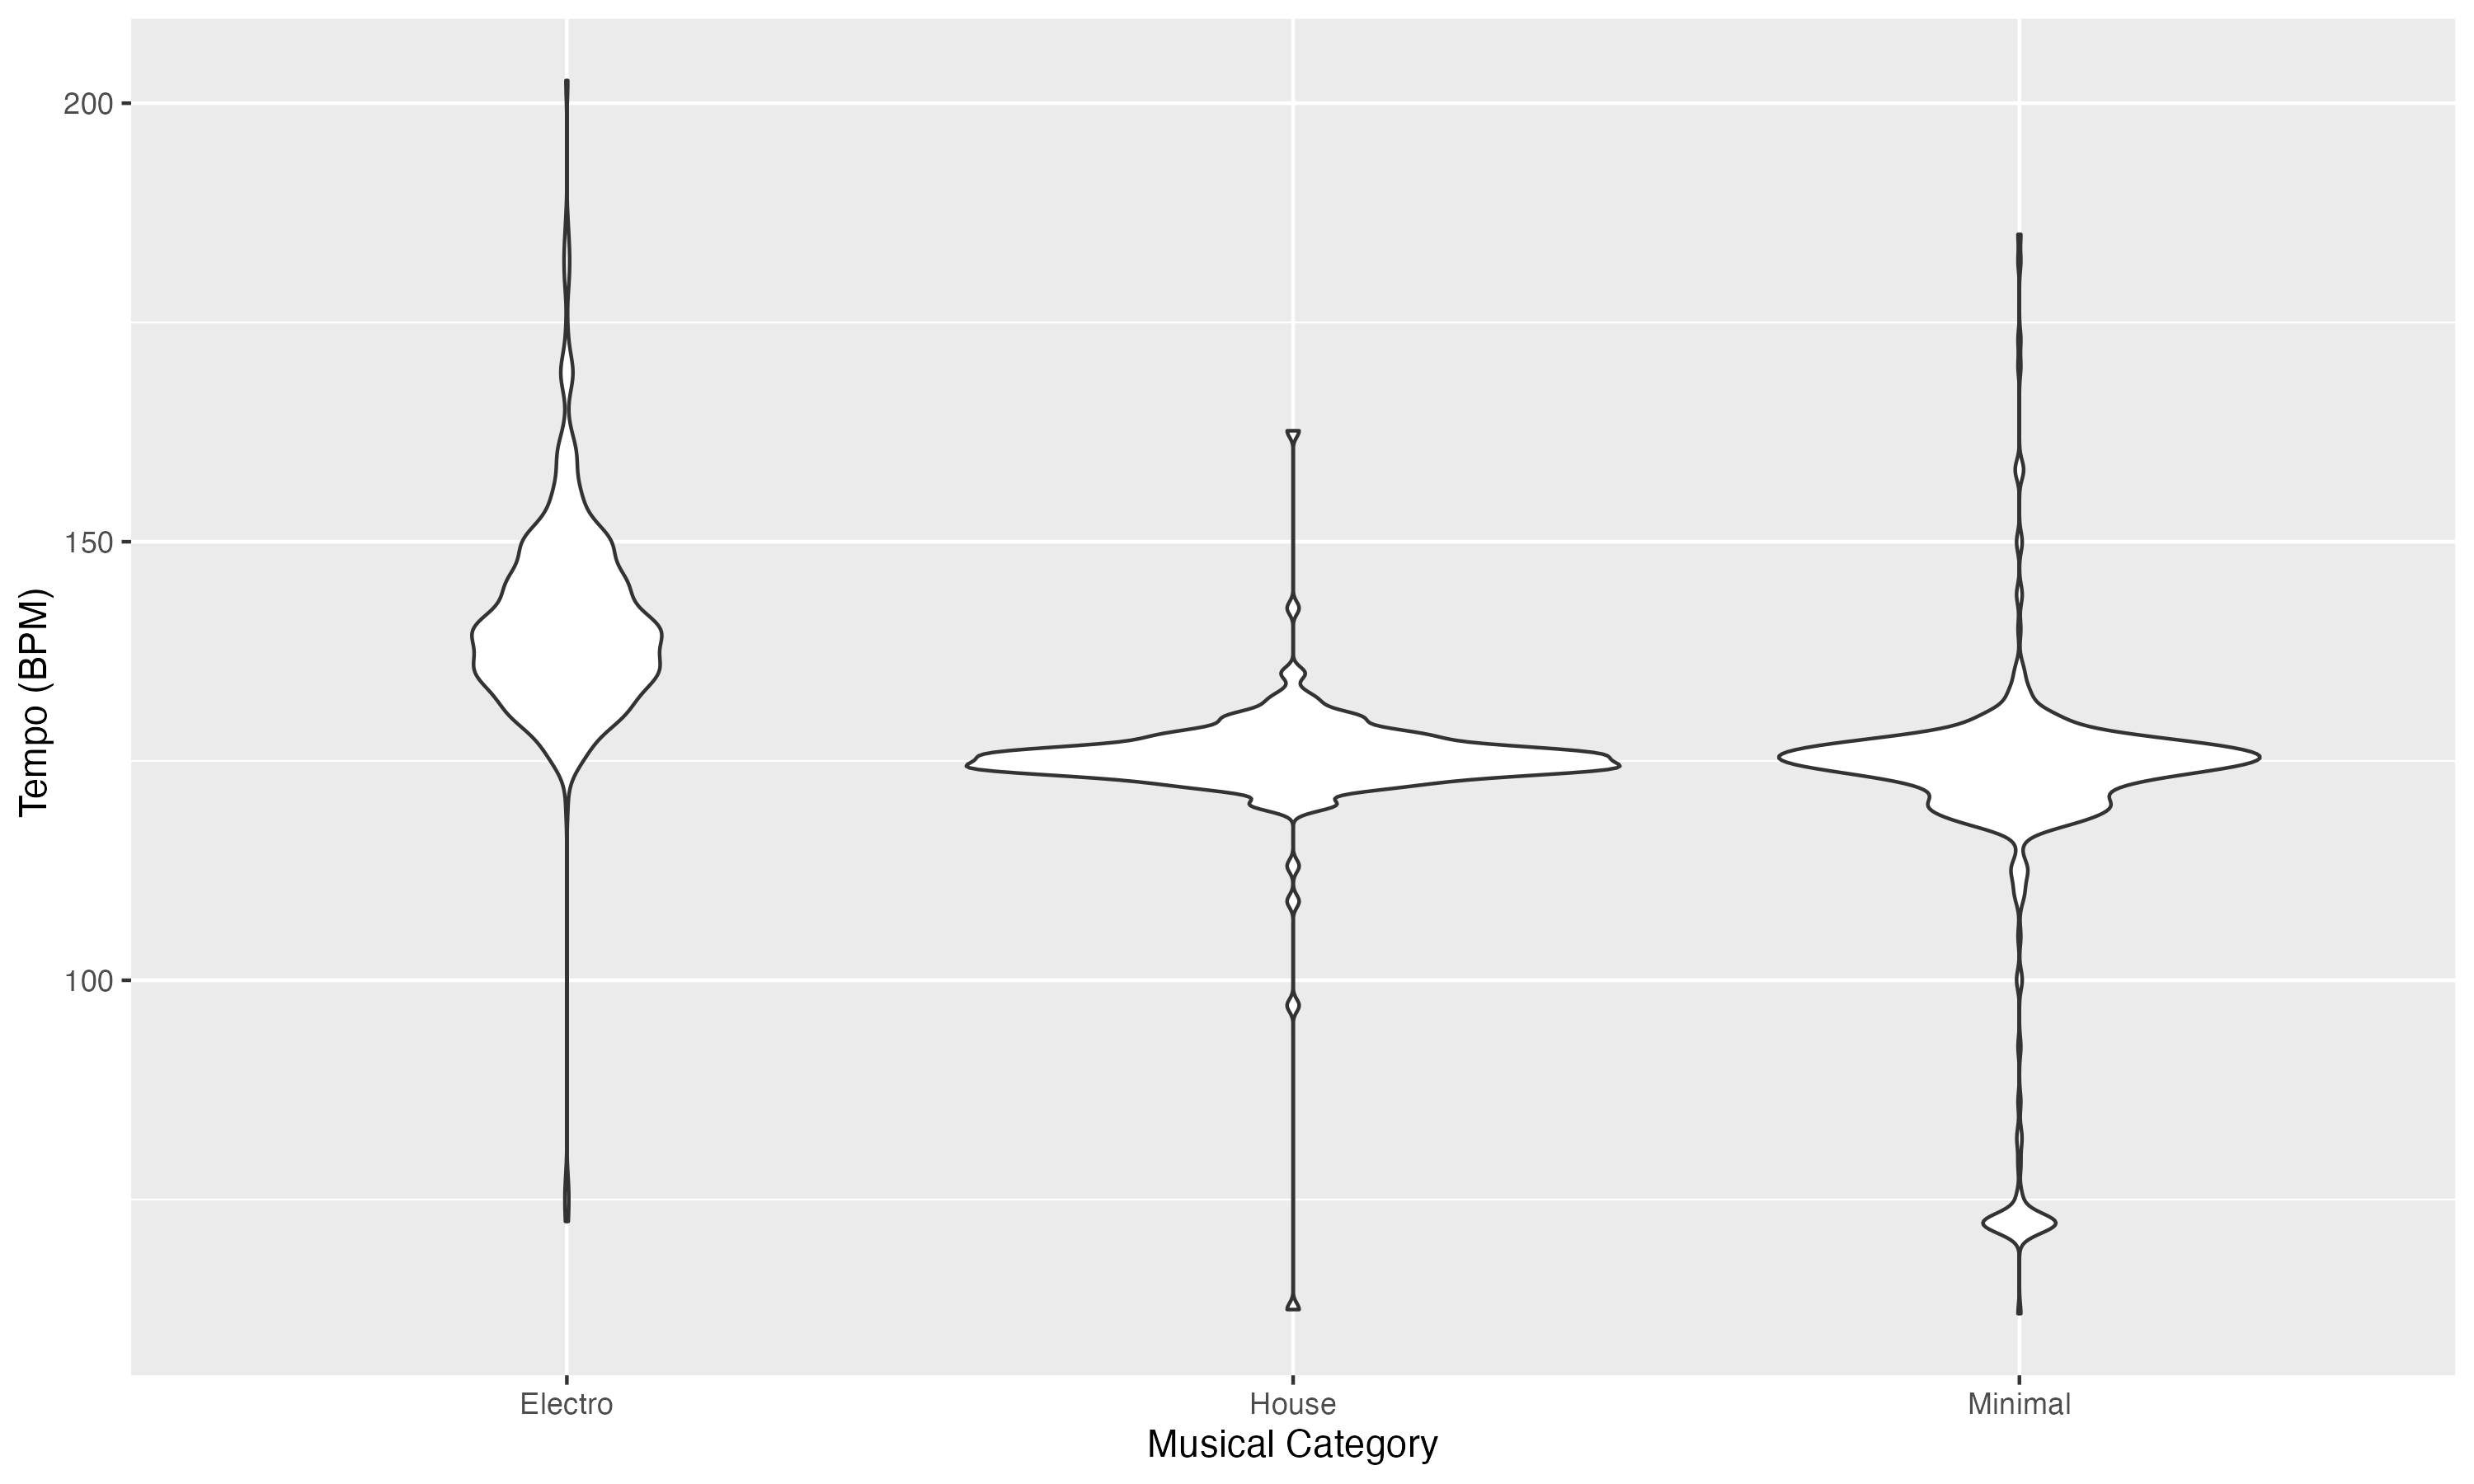 Tempo (BPM)
200
150
100
Electro
House
Minimal
Musical Category